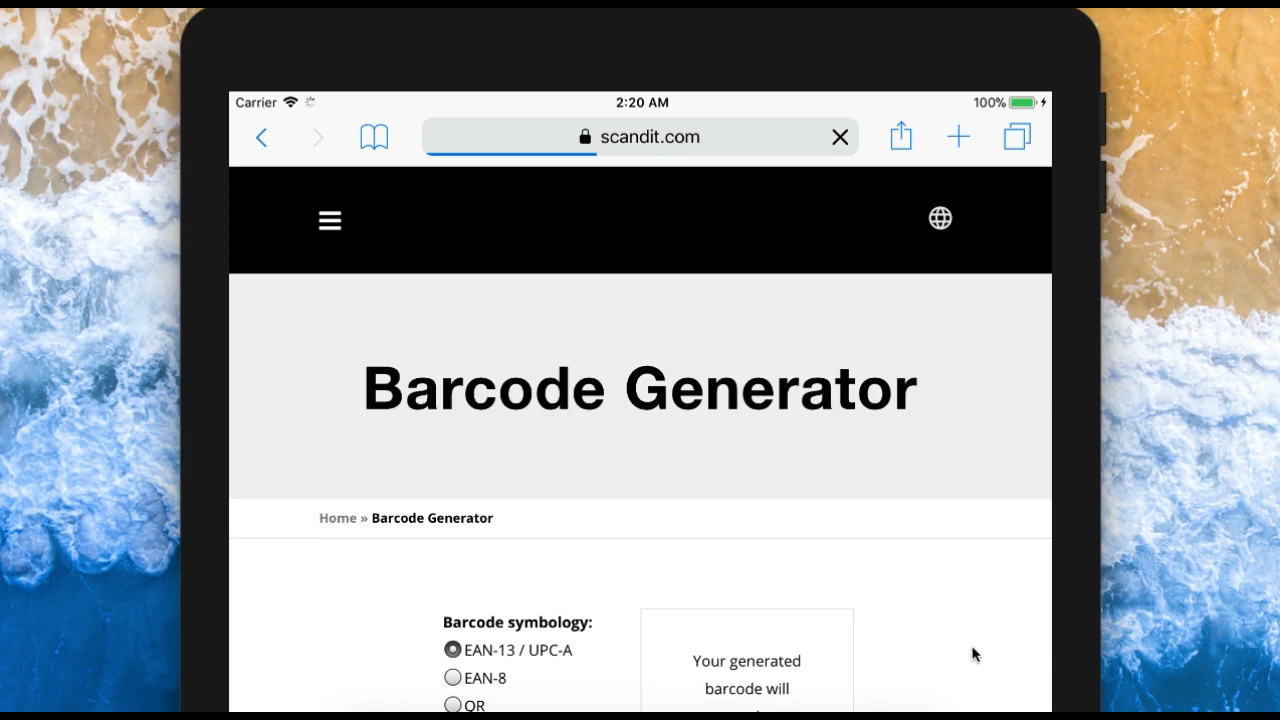 Carrier 2:20 AM 100%
scandit.com
Barcode Generator
Home » Barcode Generator
Barcode symbology:
EAN-13 / UPC-A
EAN-8
QR
Your generated
barcode will